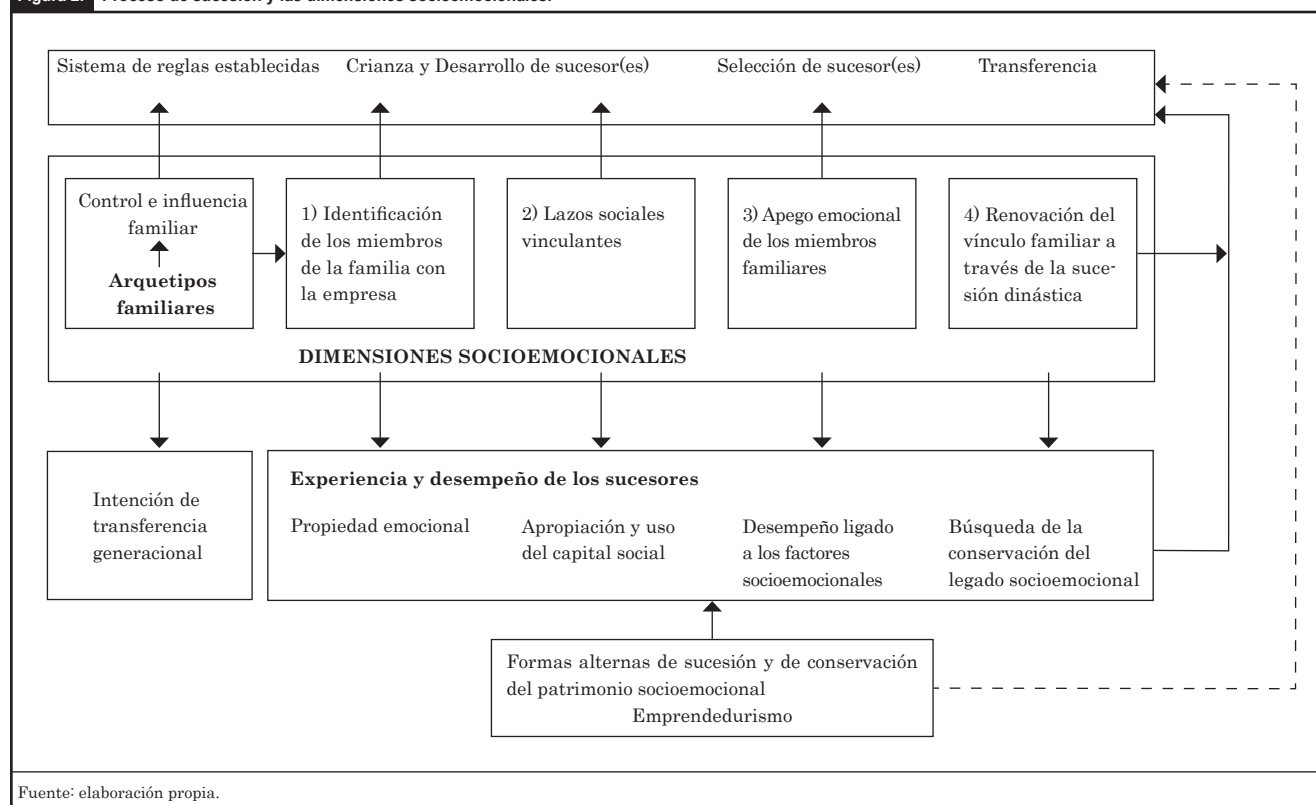 Figura 2. Proceso de sucesión y las dimensiones socioemocionales.
Sistema de reglas establecidas
Crianza y Desarrollo de sucesor(es)
Selección de sucesor(es)
Transferencia
Control e influencia
familiar
Arquetipos
familiares
1) Identificación
de los miembros
de la familia con
la empresa
2) Lazos sociales
vinculantes
3) Apego emocional
de los miembros
familiares
4) Renovación del
vínculo familiar a
través de la suce-
sión dinástica
DIMENSIONES SOCIOEMOCIONALES
Intención de
transferencia
generacional
Experiencia y desempeño de los sucesores
Propiedad emocional
Apropiación y uso
del capital social
Desempeño ligado
a los factores
socioemocionales
Búsqueda de la
conservación del
legado socioemocional
Formas alternas de sucesión y de conservación
del patrimonio socioemocional
Emprendedurismo
Fuente: elaboración propia.